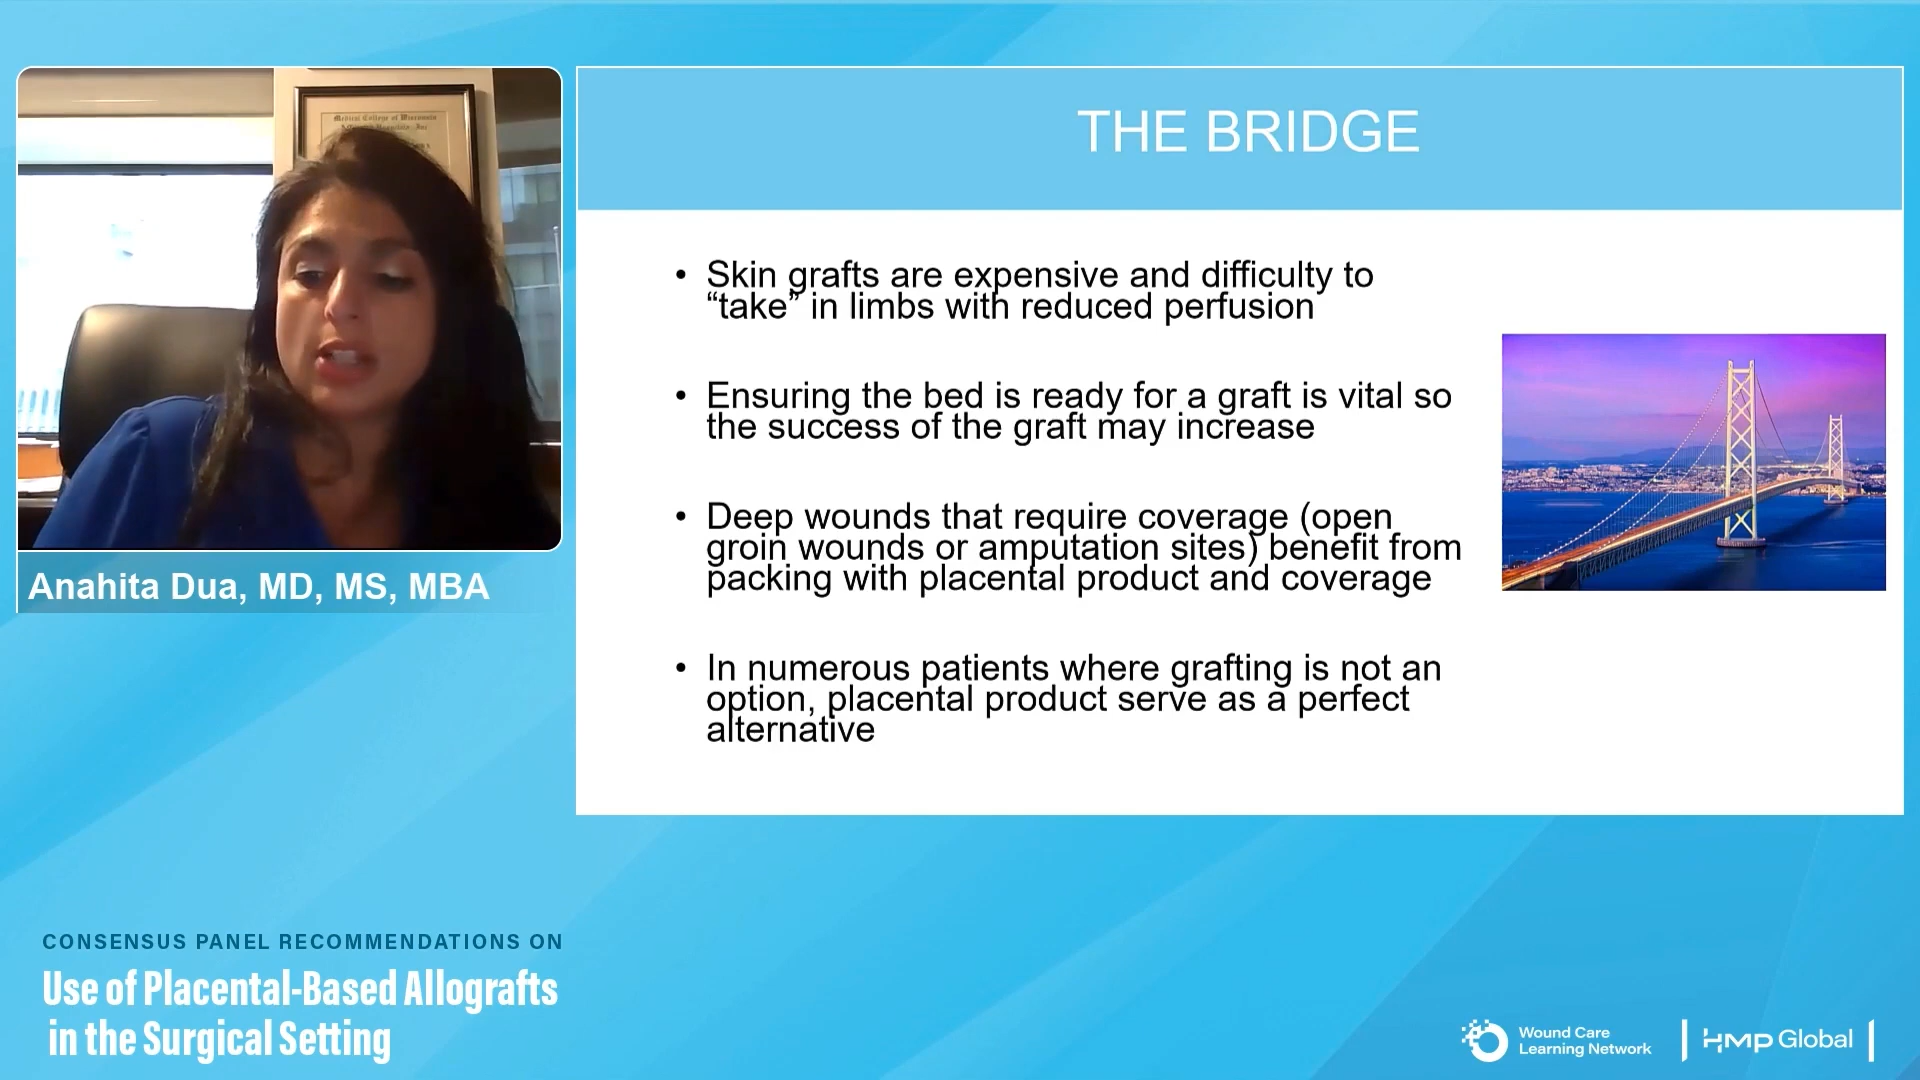 Medical College of Wisconsin
THE BRIDGE
• Skin grafts are expensive and difficulty to
“take” in limbs with reduced perfusion
• Ensuring the bed is ready for a graft is vital so
the success of the graft may increase
• Deep wounds that require coverage (open
groin wounds or amputation sites) benefit from
packing with placental product and coverage
• In numerous patients where grafting is not an
option, placental product serve as a perfect
alternative
Anahita Dua, MD, MS, MBA
CONSENSUS PANEL RECOMMENDATIONS ON
Use of Placental-Based Allografts
in the Surgical Setting
Wound Care
Learning Network
HMP Global